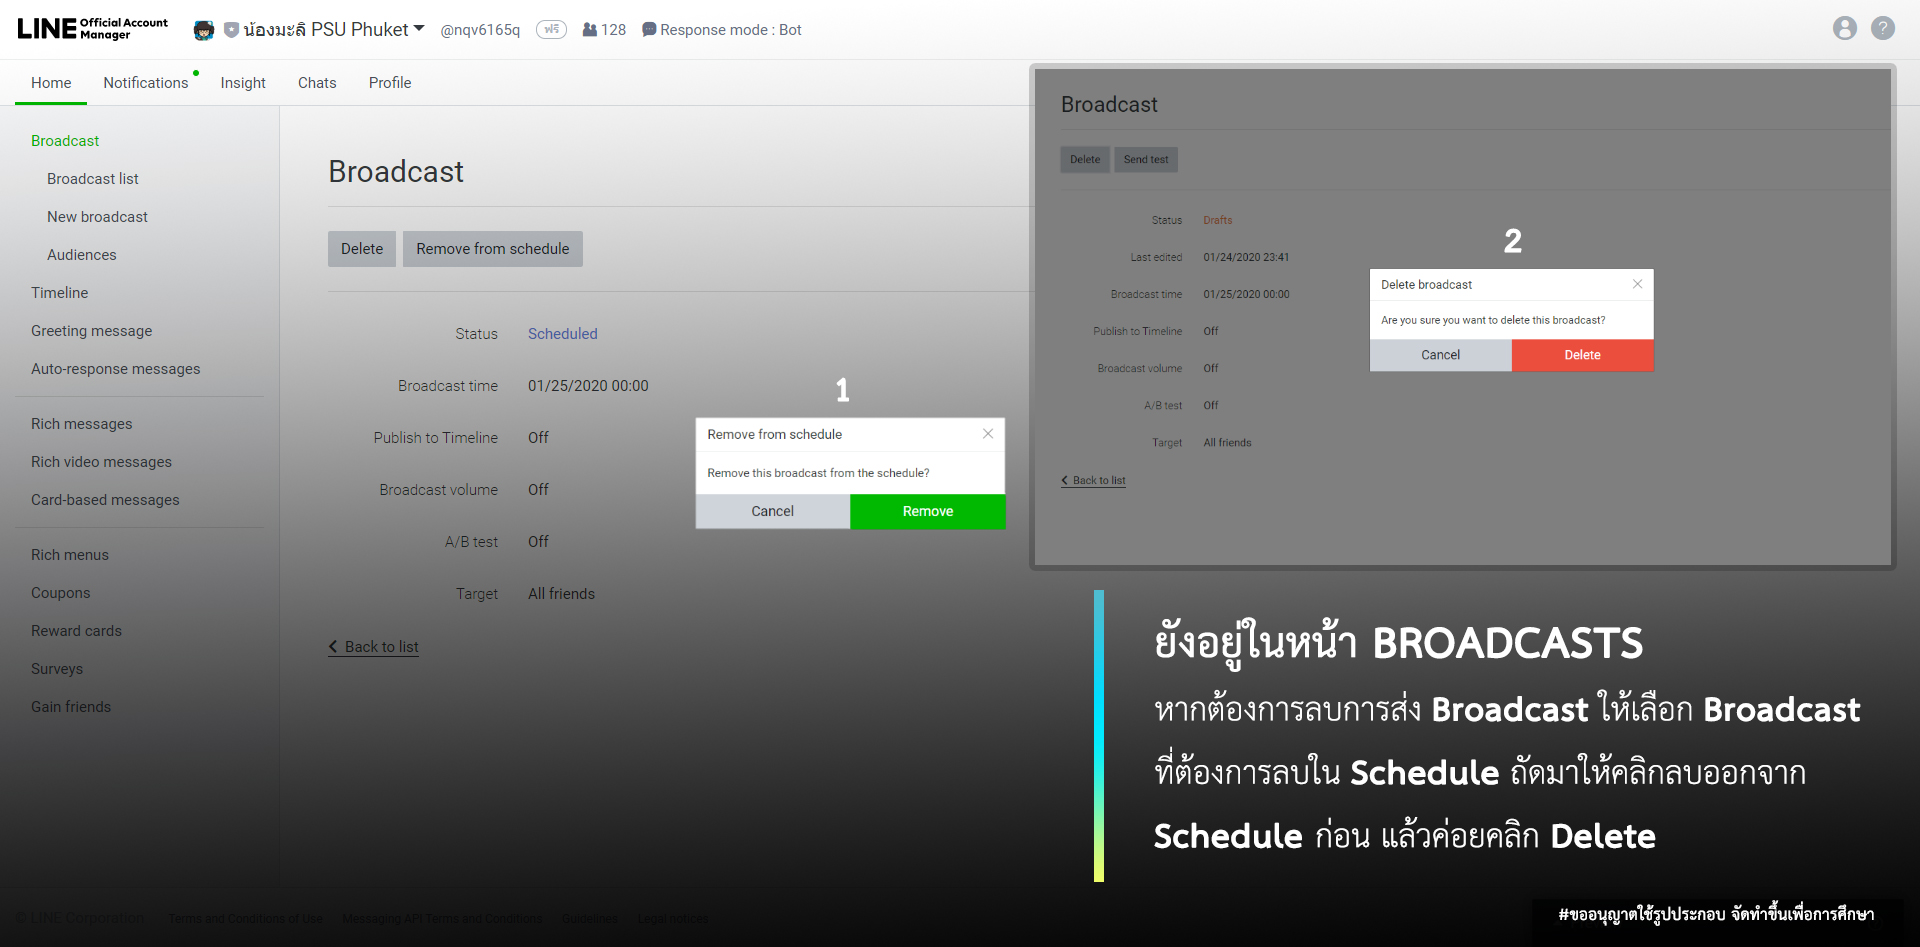 LINE Official Account Manager
น้องมะลิ PSU Phuket
@nqv6165q
ฟรี
128
Response mode : Bot
?
Home
Notifications
Insight
Chats
Profile
Broadcast
Broadcast list
New broadcast
Audiences
Timeline
Greeting message
Auto-response messages
Rich messages
Rich video messages
Card-based messages
Rich menus
Coupons
Reward cards
Surveys
Gain friends
Broadcast
Delete
Remove from schedule
Status Scheduled
Broadcast time 01/25/2020 00:00
Publish to Timeline Off
Broadcast volume Off
A/B test Off
Target All friends
Back to list
1
Remove from schedule
Remove this broadcast from the schedule?
Cancel
Remove
Broadcast
Delete
Send test
Status Drafts
Last edited 01/24/2020 23:41
Broadcast time 01/25/2020 00:00
Publish to Timeline Off
Broadcast volume Off
A/B test Off
Target All friends
Back to list
2
Delete broadcast
Are you sure you want to delete this broadcast?
Cancel
Delete
ยังอยู่ในหน้า BROADCASTS
หากต้องการลบการส่ง Broadcast ให้เลือก Broadcast
ที่ต้องการลบใน Schedule ถัดมาให้คลิกลบออกจาก
Schedule ก่อน แล้วค่อยคลิก Delete
© LINE Corporation
Terms and Conditions of Use
Messaging API Terms and Conditions
Guidelines
Legal notices
#ขออนุญาตใช้รูปประกอบ จัดทำขึ้นเพื่อการศึกษา